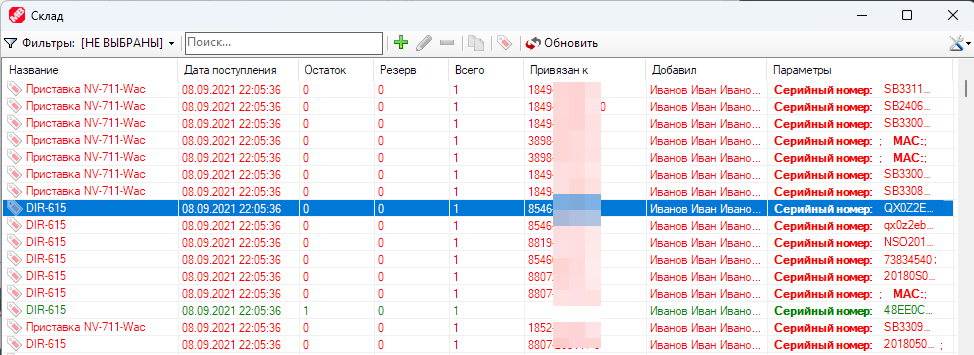 Склад
Фильтры: [НЕ ВЫБРАНЫ] Поиск... Обновить
Название Дата поступления Остаток Резерв Всего Привязан к Добавил Параметры
Приставка NV-711-Wac 08.09.2021 22:05:36 0 0 1 1849- Иванов Иван Ивано... Серийный номер: SB3311...
Приставка NV-711-Wac 08.09.2021 22:05:36 0 0 1 1849- 0 Иванов Иван Ивано... Серийный номер: SB2406...
Приставка NV-711-Wac 08.09.2021 22:05:36 0 0 1 1849- Иванов Иван Ивано... Серийный номер: SB3300...
Приставка NV-711-Wac 08.09.2021 22:05:36 0 0 1 3898- Иванов Иван Ивано... Серийный номер: ; MAC:;
Приставка NV-711-Wac 08.09.2021 22:05:36 0 0 1 3898- Иванов Иван Ивано... Серийный номер: ; MAC:;
Приставка NV-711-Wac 08.09.2021 22:05:36 0 0 1 1849- Иванов Иван Ивано... Серийный номер: SB3300...
Приставка NV-711-Wac 08.09.2021 22:05:36 0 0 1 1849- Иванов Иван Ивано... Серийный номер: SB3308...
DIR-615 08.09.2021 22:05:36 0 0 1 8546- Иванов Иван Ивано... Серийный номер: QX0Z2E...
DIR-615 08.09.2021 22:05:36 0 0 1 8546- Иванов Иван Ивано... Серийный номер: qx0z2eb...
DIR-615 08.09.2021 22:05:36 0 0 1 8819- Иванов Иван Ивано... Серийный номер: NSO201...
DIR-615 08.09.2021 22:05:36 0 0 1 8546 Иванов Иван Ивано... Серийный номер: 73834540 ;
DIR-615 08.09.2021 22:05:36 0 0 1 8807- Иванов Иван Ивано... Серийный номер: 20180S0...
DIR-615 08.09.2021 22:05:36 0 0 1 8807- Иванов Иван Ивано... Серийный номер: ; MAC:;
DIR-615 08.09.2021 22:05:36 1 0 1 Иванов Иван Ивано... Серийный номер: 48EE0C...
Приставка NV-711-Wac 08.09.2021 22:05:36 0 0 1 1852- Иванов Иван Ивано... Серийный номер: SB3309...
DIR-615 08.09.2021 22:05:36 0 0 1 8807- Иванов Иван Ивано... Серийный номер: 2018050...;